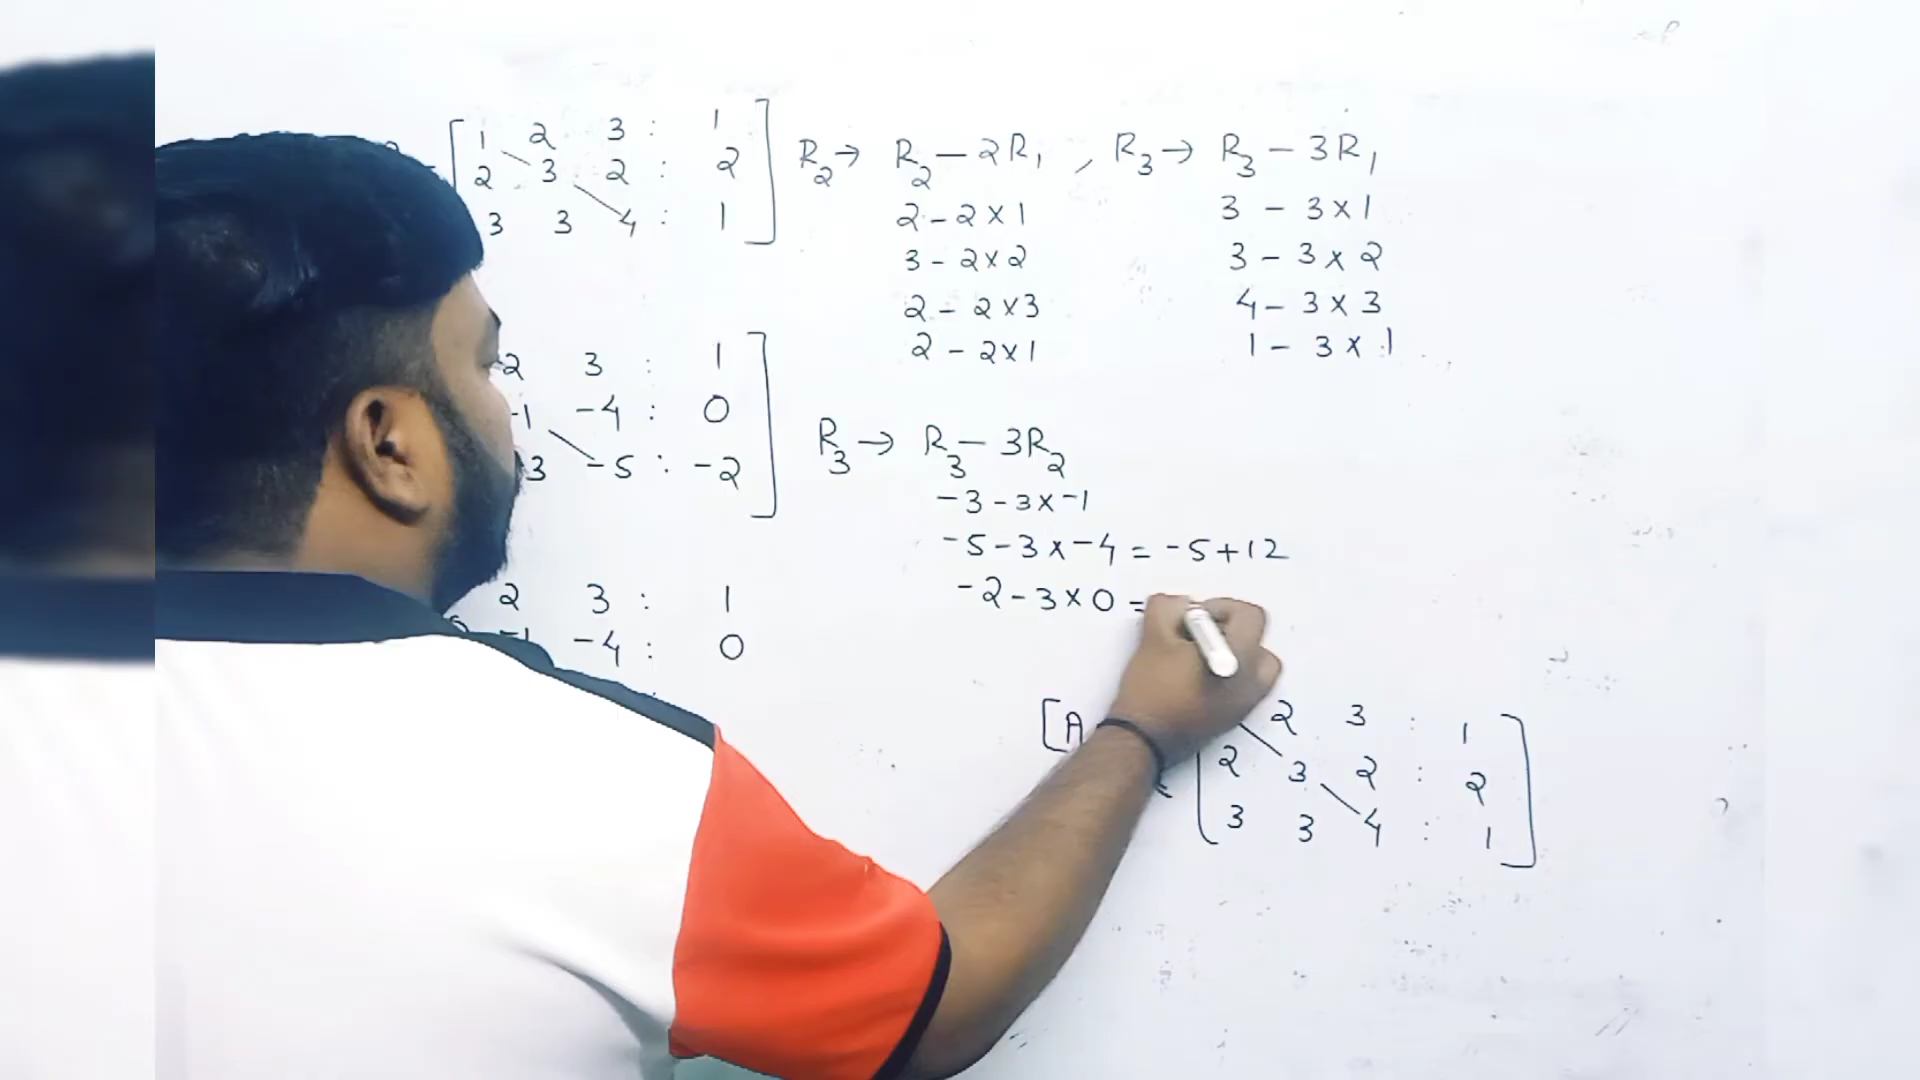 [1 2 3 : 1
2 3 2 : 2
3 3 4 : 1]
R₂ → R₂ – 2R₁ , R₃ → R₃ – 3R₁
2 – 2 × 1
3 – 2 × 2
2 – 2 × 3
2 – 2 × 1
3 – 3 × 1
3 – 3 × 2
4 – 3 × 3
1 – 3 × 1
2 3 : 1
-1 -4 : 0
3 -5 : -2]
R₃ → R₃ – 3R₂
-3 – 3 × -1
-5 – 3 × -4 = -5 + 12
-2 – 3 × 0 =
2 3 : 1
-1 -4 : 0
[A
2 3 : 1
2 3 2 : 2
3 3 4 : 1]